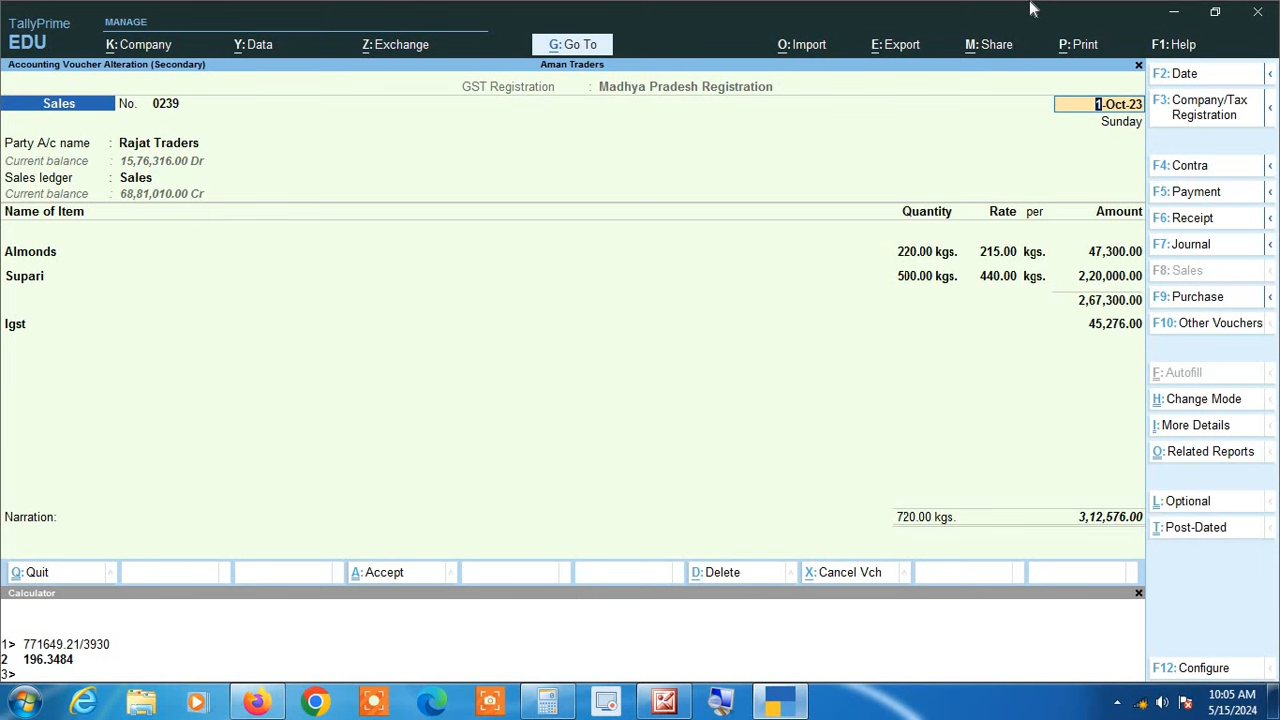 TallyPrime
EDU
MANAGE
K: Company
Y: Data
Z: Exchange
G: Go To
O: Import
E: Export
M: Share
P: Print
F1: Help
Accounting Voucher Alteration (Secondary)
Aman Traders
GST Registration : Madhya Pradesh Registration
Sales No. 0239
1-Oct-23
Sunday
Party A/c name : Rajat Traders
Current balance : 15,76,316.00 Dr
Sales ledger : Sales
Current balance : 68,81,010.00 Cr
Name of Item Quantity Rate per Amount
Almonds 220.00 kgs. 215.00 kgs. 47,300.00
Supari 500.00 kgs. 440.00 kgs. 2,20,000.00
2,67,300.00
Igst 45,276.00
Narration: 720.00 kgs. 3,12,576.00
Q: Quit
A: Accept
D: Delete
X: Cancel Vch
F2: Date
F3: Company/Tax
Registration
F4: Contra
F5: Payment
F6: Receipt
F7: Journal
F8: Sales
F9: Purchase
F10: Other Vouchers
F: Autofill
H: Change Mode
I: More Details
O: Related Reports
L: Optional
T: Post-Dated
F12: Configure
Calculator
1> 771649.21/3930
2 196.3484
3>
10:05 AM
5/15/2024